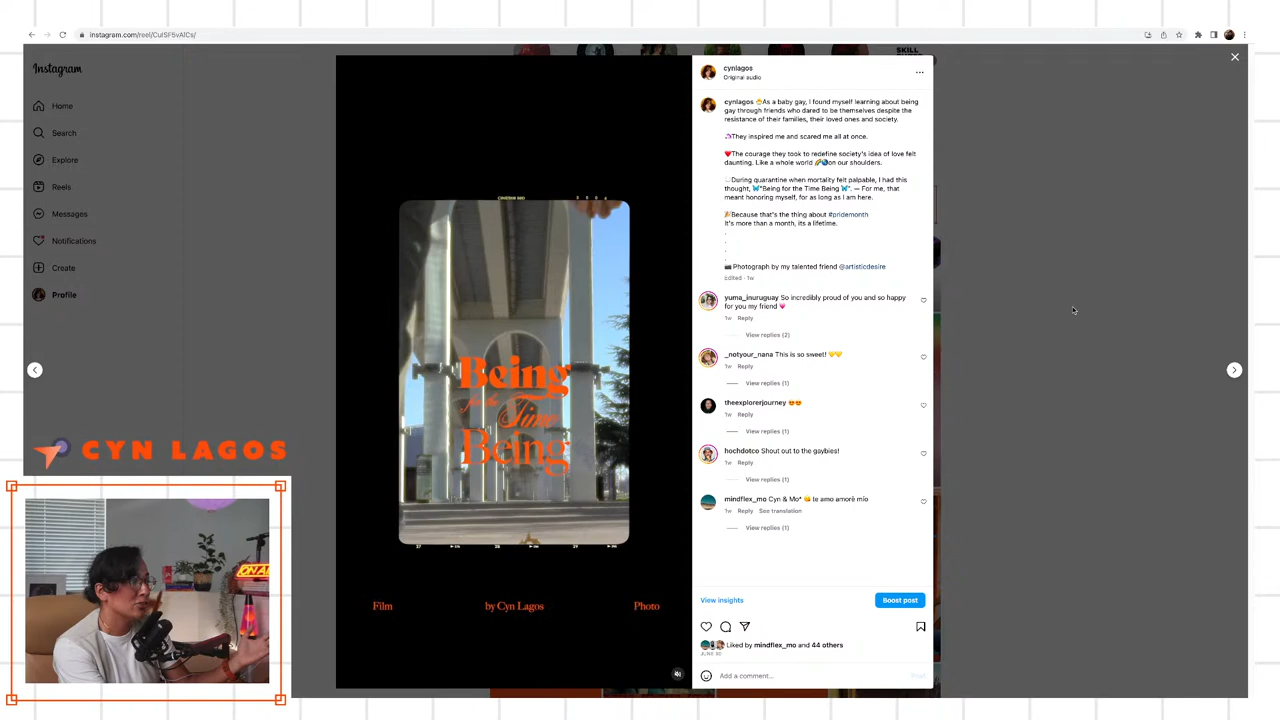 instagram.com/reel/CuISF5vAlCs/
Instagram
Home
Search
Explore
Reels
Messages
Notifications
Create
Profile
CYN LAGOS
ON AI
SKILL
Being
for the Time
Being
Film
by Cyn Lagos
Photo
cynlagos
Original audio
cynlagos 🐣As a baby gay, I found myself learning about being
gay through friends who dared to be themselves despite the
resistance of their families, their loved ones and society.
🦄They inspired me and scared me all at once.
❤️The courage they took to redefine society's idea of love felt
daunting. Like a whole world 🌈🌎on our shoulders.
💭During quarantine when mortality felt palpable, I had this
thought, 🦋"Being for the Time Being 🦋". — For me, that
meant honoring myself, for as long as I am here.
🎉Because that's the thing about #pridemonth
It's more than a month, its a lifetime.
.
.
.
.
📷 Photograph by my talented friend @artisticdesire
Edited · 1w
yuma_inuruguay So incredibly proud of you and so happy
for you my friend 💗
1w Reply
View replies (2)
_notyour_nana This is so sweet! 💛💛
1w Reply
View replies (1)
theexplorerjourney 😍😍
1w Reply
View replies (1)
hochdotco Shout out to the gaybies!
1w Reply
View replies (1)
mindflex_mo Cyn & Mo* 😘 te amo amorè mio
1w Reply See translation
View replies (1)
View insights
Boost post
Liked by mindflex_mo and 44 others
JUNE 30
Add a comment...
Post